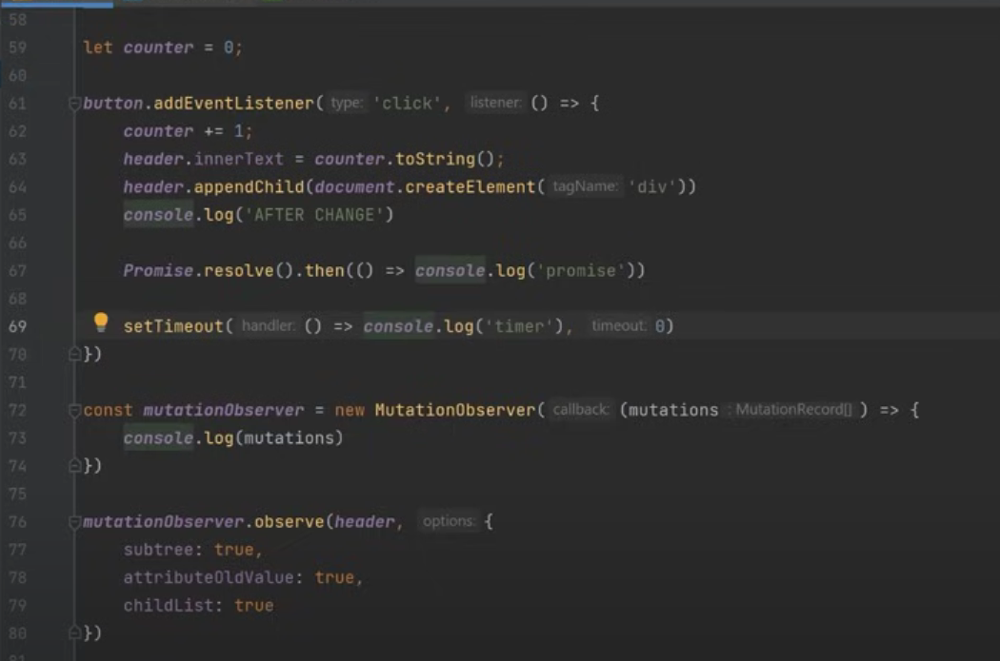 58
59 let counter = 0;
60
61 button.addEventListener( type: 'click', listener: () => {
62 counter += 1;
63 header.innerText = counter.toString();
64 header.appendChild(document.createElement( tagName: 'div'))
65 console.log('AFTER CHANGE')
66
67 Promise.resolve().then(() => console.log('promise'))
68
69 setTimeout( handler: () => console.log('timer'), timeout: 0)
70 })
71
72 const mutationObserver = new MutationObserver( callback: (mutations : MutationRecord[] ) => {
73 console.log(mutations)
74 })
75
76 mutationObserver.observe(header, options: {
77 subtree: true,
78 attributeOldValue: true,
79 childList: true
80 })
81